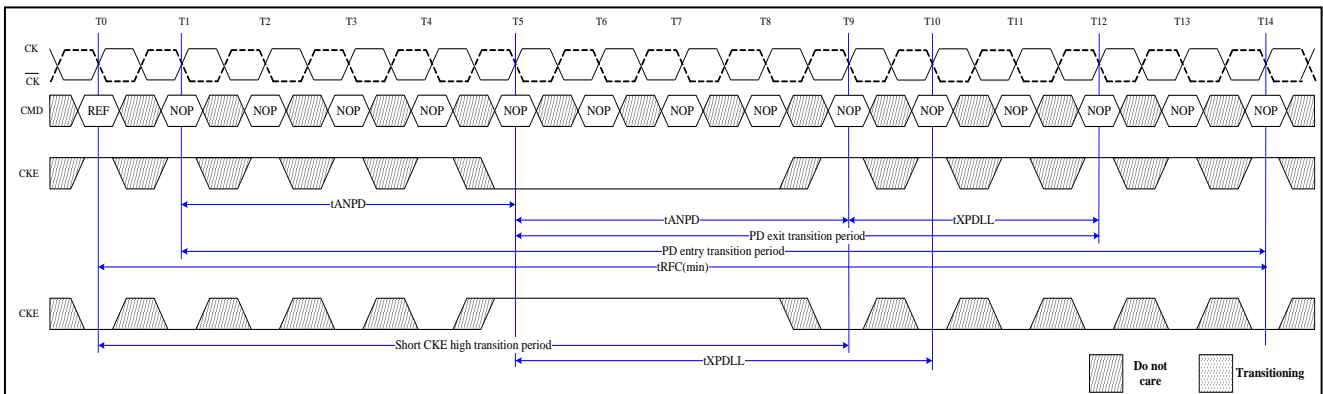 T0 T1 T2 T3 T4 T5 T6 T7 T8 T9 T10 T11 T12 T13 T14
CK
CK
CMD REF NOP NOP NOP NOP NOP NOP NOP NOP NOP NOP NOP NOP NOP NOP
CKE
tANPD
tANPD tXPDLL
PD exit transition period
PD entry transition period
tRFC(min)
CKE
Short CKE high transition period
tXPDLL
Do not care
Transitioning